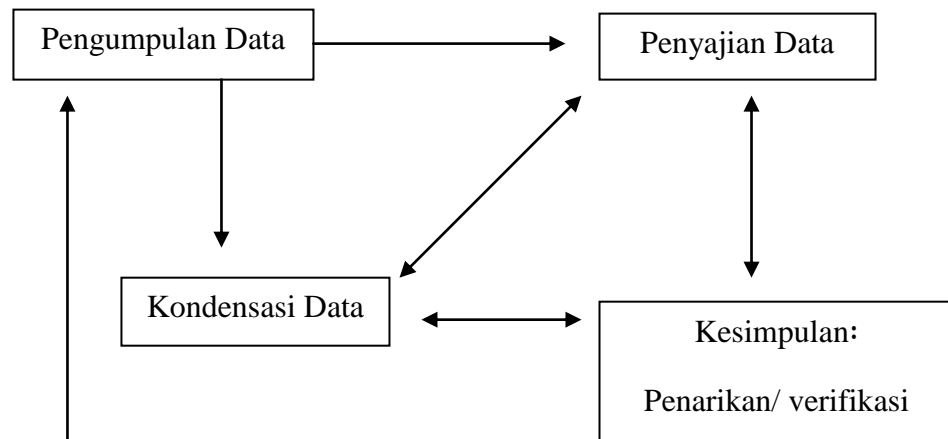 Pengumpulan Data
Penyajian Data
Kondensasi Data
Kesimpulan:
Penarikan/ verifikasi